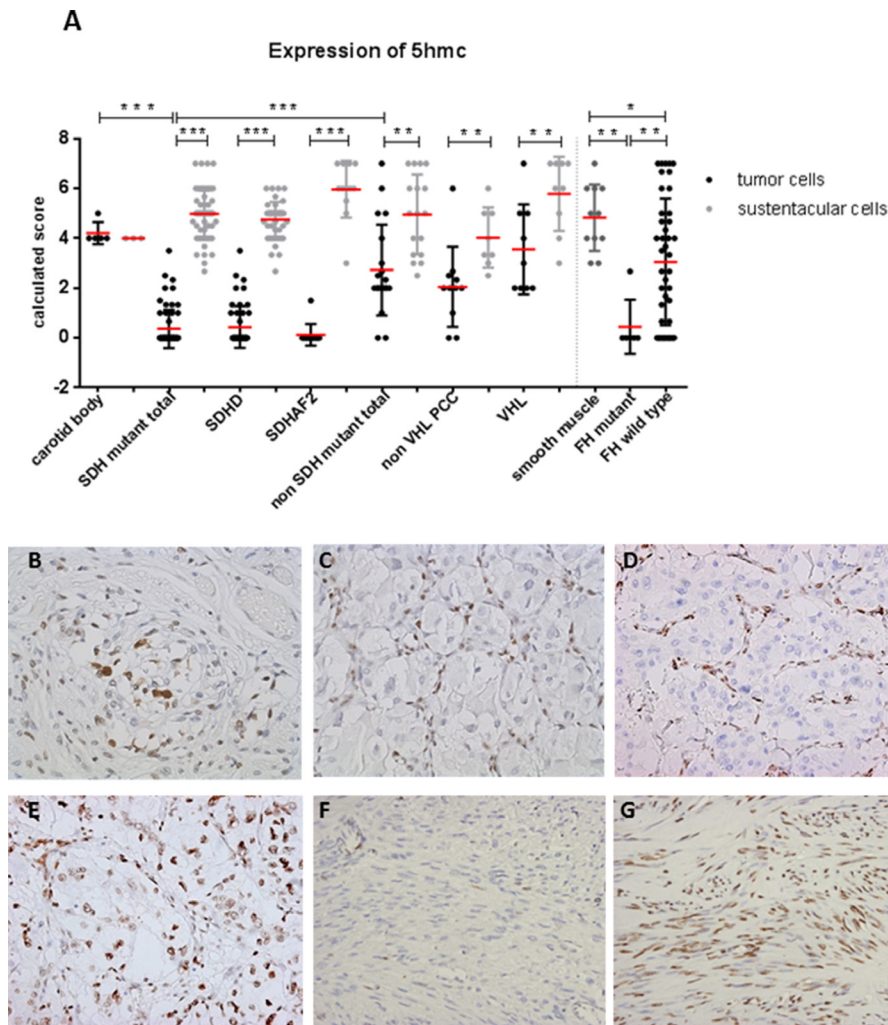 A
Expression of 5hmc
*** *** *
*** *** *** ** ** ** ** **
8
6
4
2
0
-2
calculated score
tumor cells
sustentacular cells
carotid body
SDH mutant total
SDHD
SDHAF2
non SDH mutant total
non VHL PCC
VHL
smooth muscle
FH mutant
FH wild type
B
C
D
E
F
G